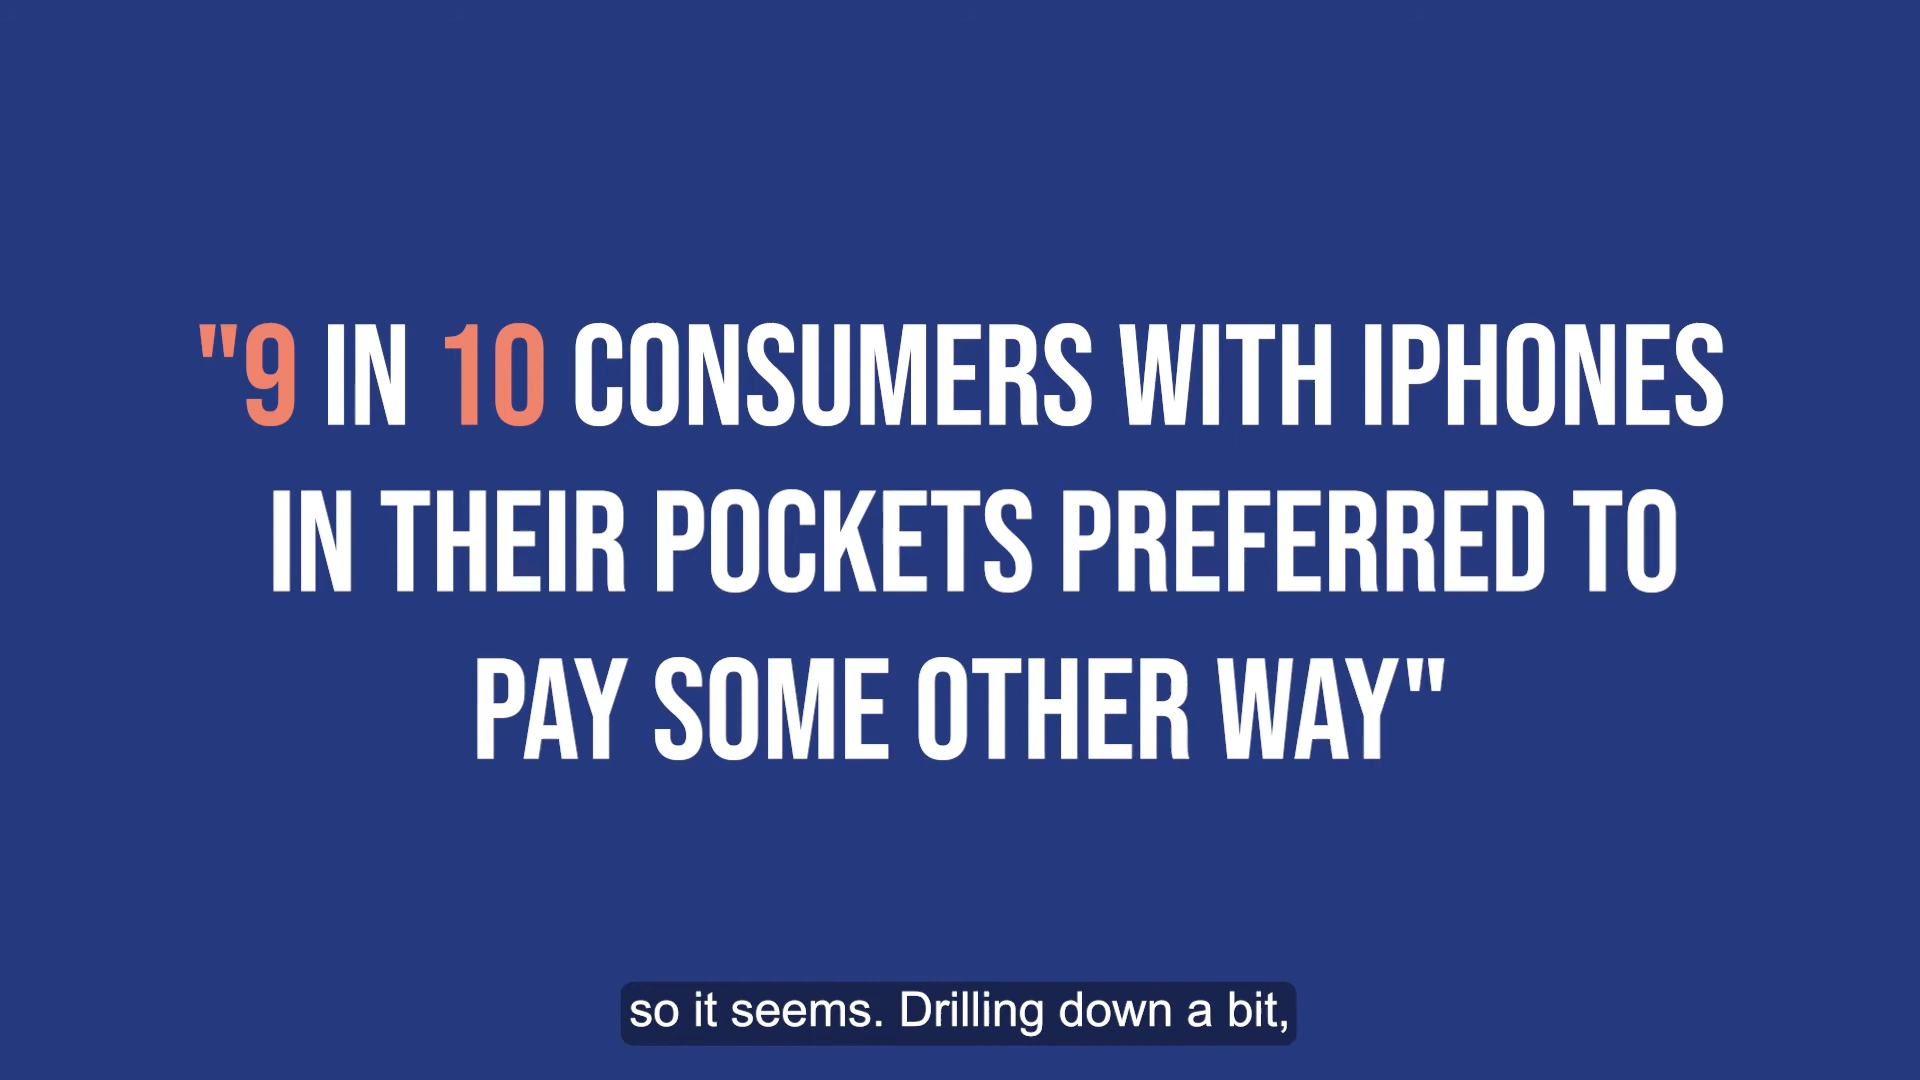 "9 IN 10 CONSUMERS WITH IPHONES
IN THEIR POCKETS PREFERRED TO
PAY SOME OTHER WAY"
so it seems. Drilling down a bit,